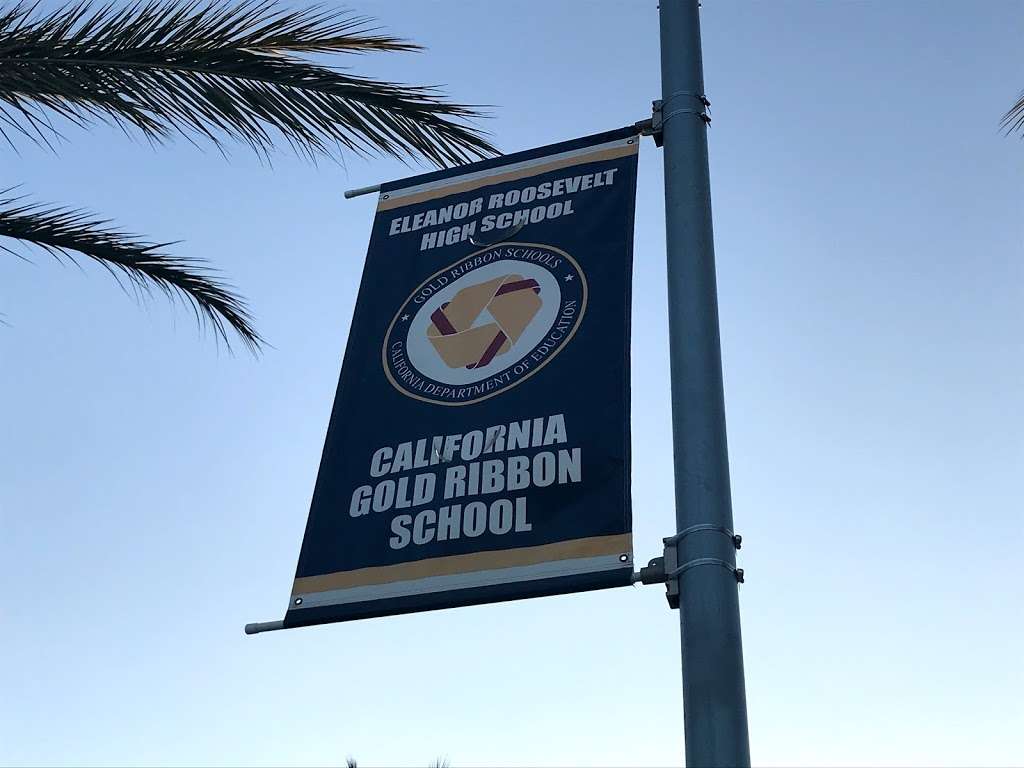 ELEANOR ROOSEVELT
HIGH SCHOOL
GOLD RIBBON SCHOOLS
CALIFORNIA DEPARTMENT OF EDUCATION
CALIFORNIA
GOLD RIBBON
SCHOOL